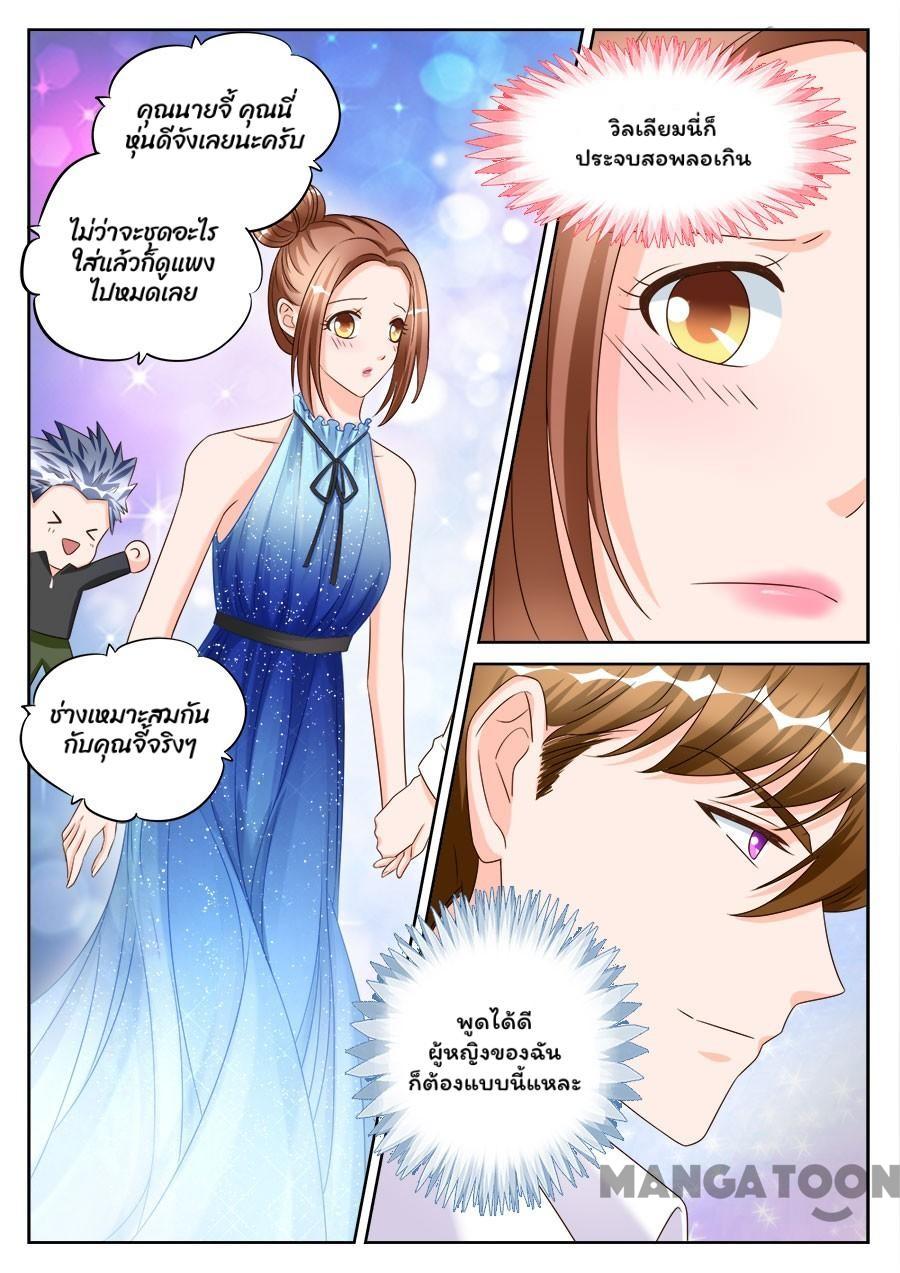 คุณนายจี้ คุณนี่
หุ่นดีจังเลยนะครับ
ไม่ว่าจะชุดอะไร
ใส่แล้วก็ดูแพง
ไปหมดเลย
วิลเลียมนี่ก็
ประจบสอพลอเกิน
ช่างเหมาะสมกัน
กับคุณจี้จริงๆ
พูดได้ดี
ผู้หญิงของฉัน
ก็ต้องแบบนี้แหละ
MANGATOON